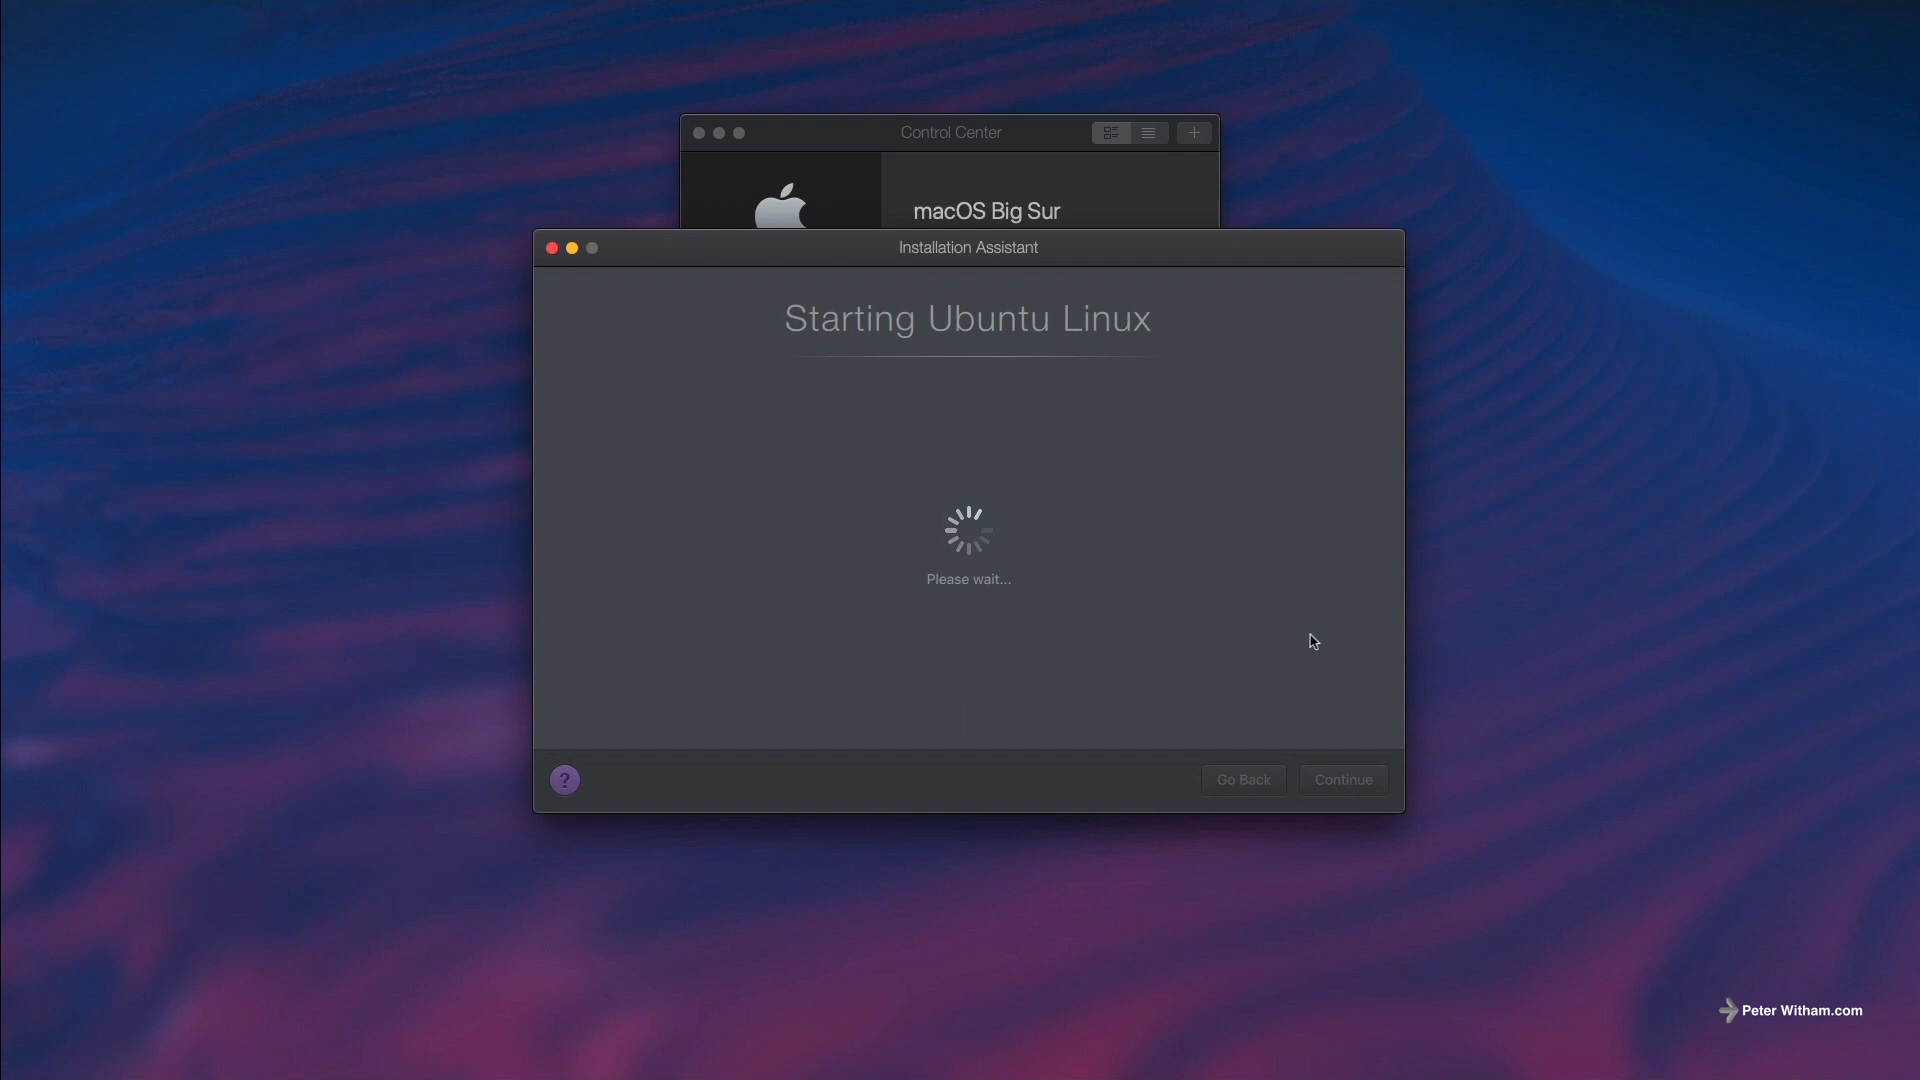 Control Center
macOS Big Sur
Installation Assistant
Starting Ubuntu Linux
Please wait...
?
Go Back
Continue
Peter Witham.com